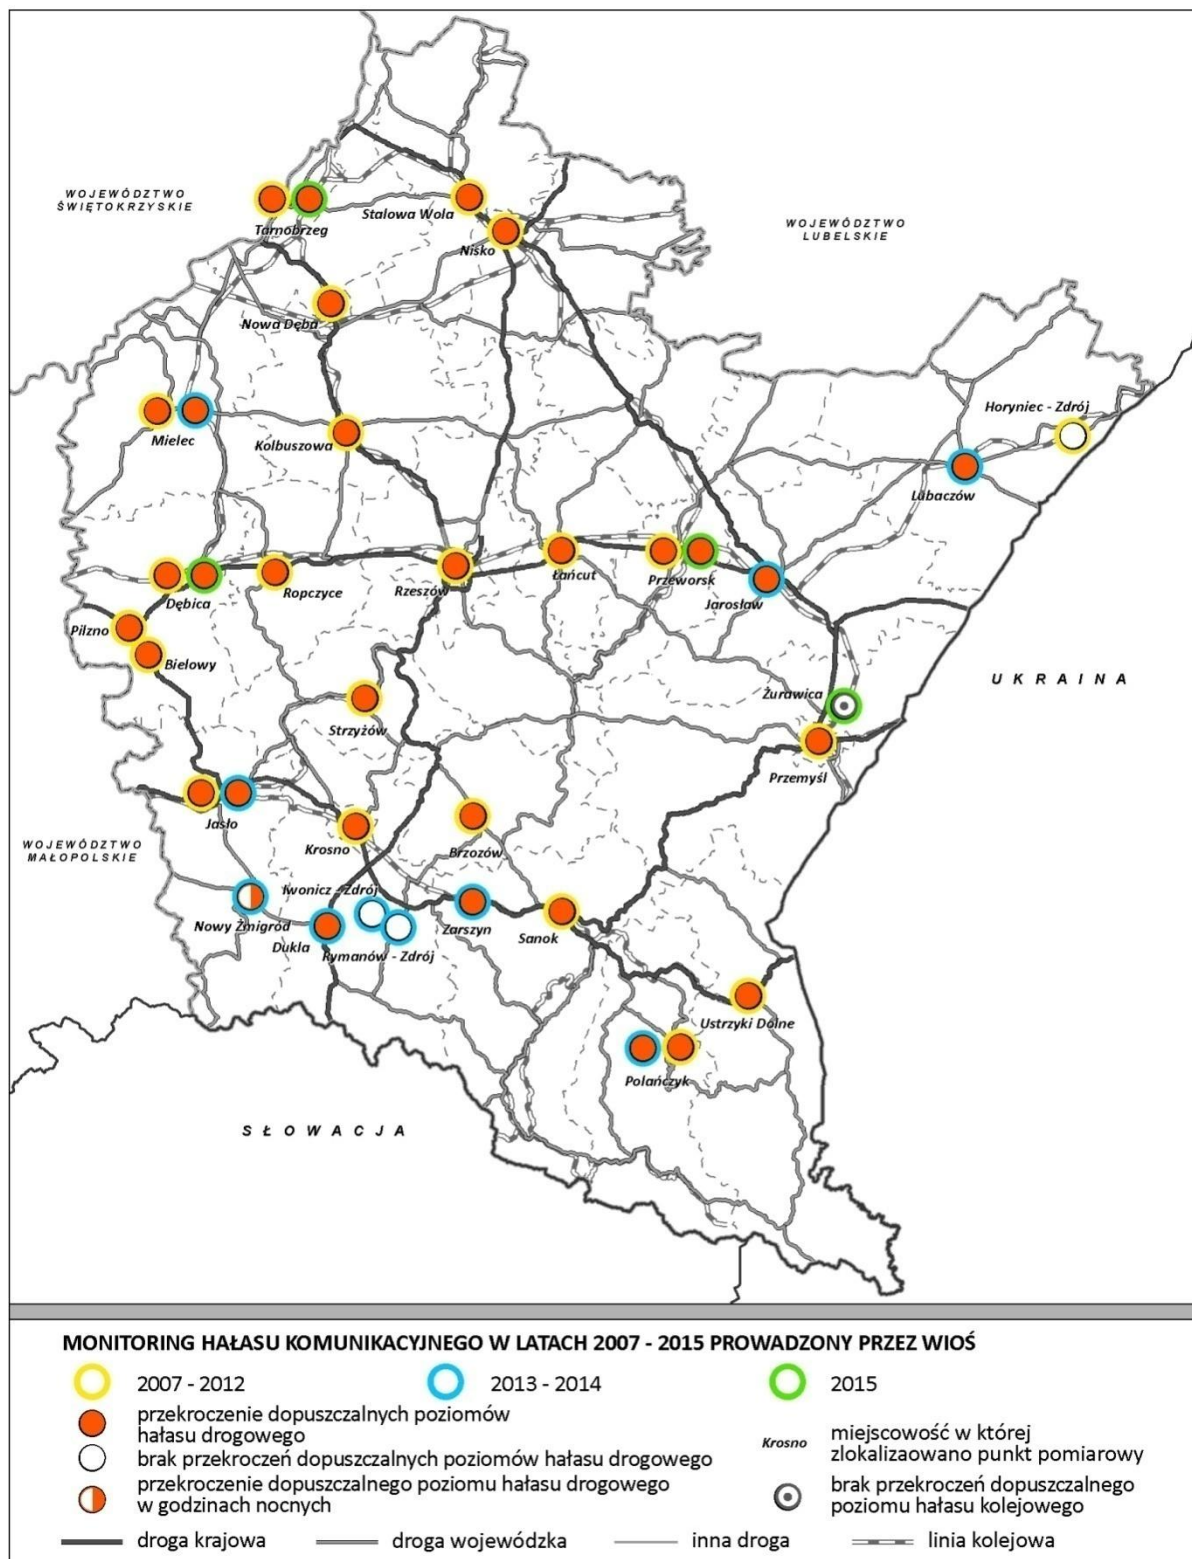 WOJEWÓDZTWO
ŚWIĘTOKRZYSKIE
Tarnobrzeg
Stalowa Wola
Nisko
WOJEWÓDZTWO
LUBELSKIE
Nowa Dęba
Mielec
Kolbuszowa
Horyniec - Zdrój
Lubaczów
Dębica
Ropczyce
Rzeszów
Łańcut
Przeworsk
Jarosław
Pilzno
Bielowy
Strzyżów
Żurawica
UKRAINA
Przemyśl
Jasło
Krosno
Brzozów
WOJEWÓDZTWO
MAŁOPOLSKIE
Iwonicz - Zdrój
Nowy Żmigród
Dukla
Rymanów - Zdrój
Zarszyn
Sanok
Ustrzyki Dolne
Polańczyk
SŁOWACJA
MONITORING HAŁASU KOMUNIKACYJNEGO W LATACH 2007 - 2015 PROWADZONY PRZEZ WIOŚ
2007 - 2012
2013 - 2014
2015
przekroczenie dopuszczalnych poziomów
hałasu drogowego
brak przekroczeń dopuszczalnych poziomów hałasu drogowego
przekroczenie dopuszczalnego poziomu hałasu drogowego
w godzinach nocnych
Krosno
miejscowość w której
zlokalizaowano punkt pomiarowy
brak przekroczeń dopuszczalnego
poziomu hałasu kolejowego
droga krajowa
droga wojewódzka
inna droga
linia kolejowa